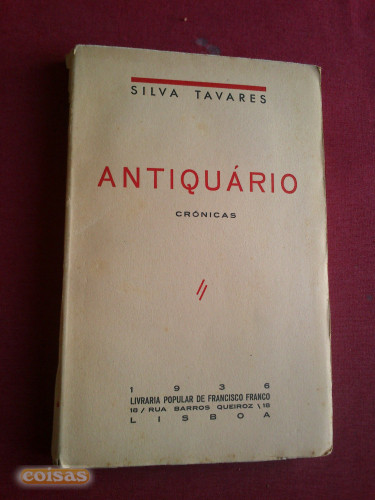 SILVA TAVARES
ANTIQUÁRIO
CRÓNICAS
1 9 3 6
LIVRARIA POPULAR DE FRANCISCO FRANCO
18 / RUA BARROS QUEIROZ \ 18
L I S B O A
coisas